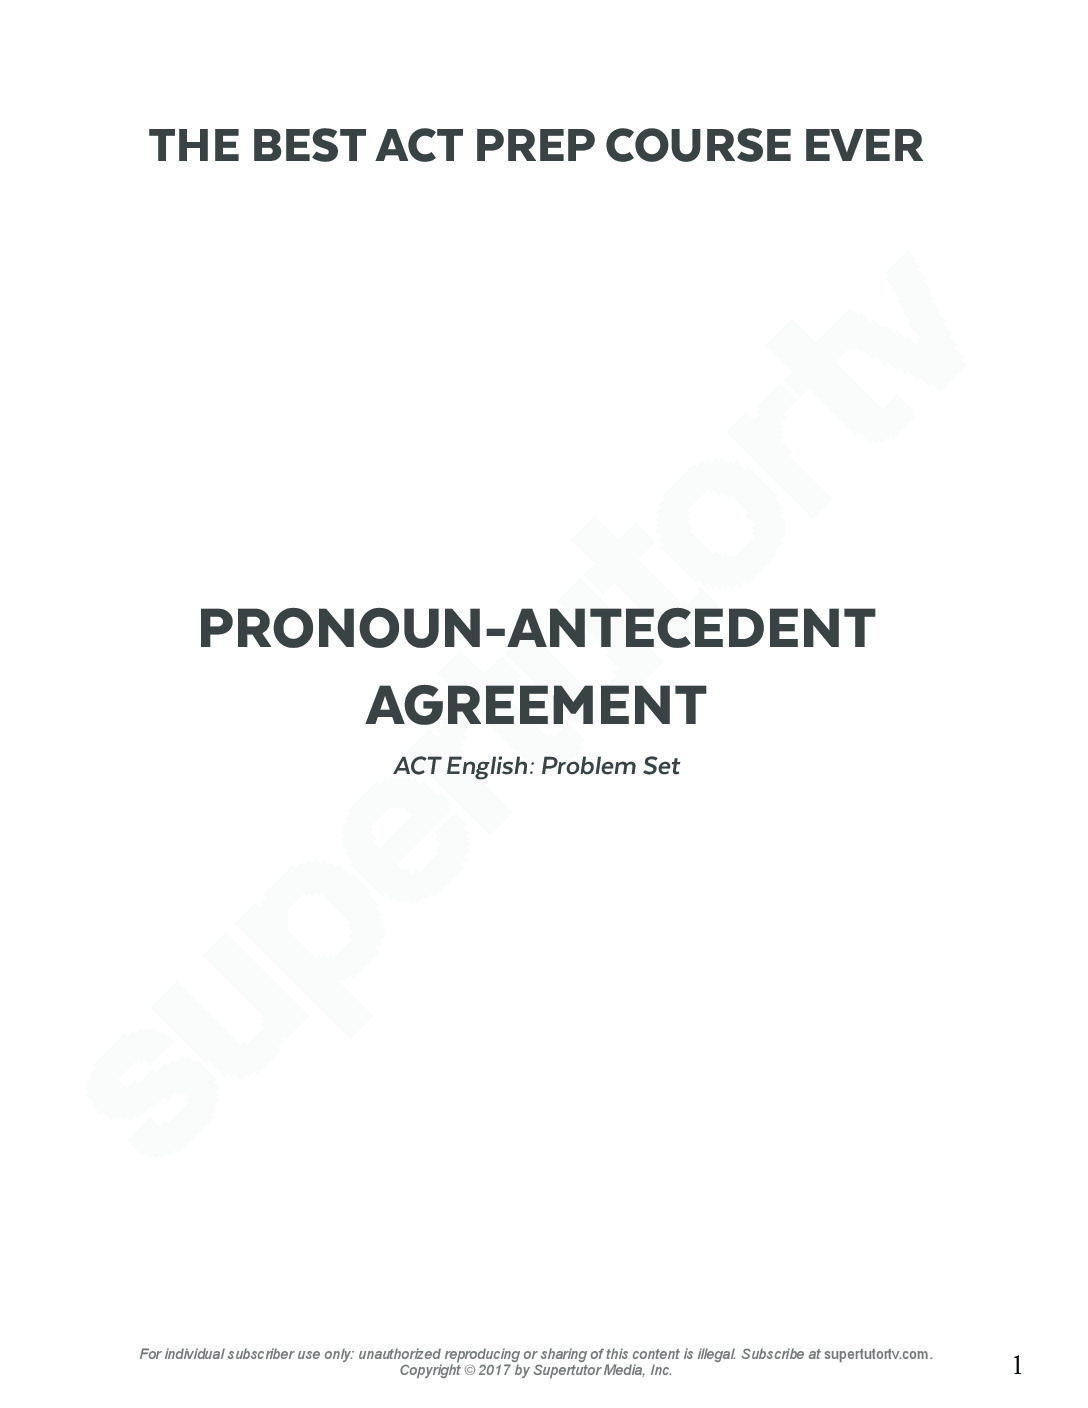 THE BEST ACT PREP COURSE EVER
PRONOUN-ANTECEDENT
AGREEMENT
ACT English: Problem Set
supertutortv
For individual subscriber use only: unauthorized reproducing or sharing of this content is illegal. Subscribe at supertutortv.com.
Copyright © 2017 by Supertutor Media, Inc.
1